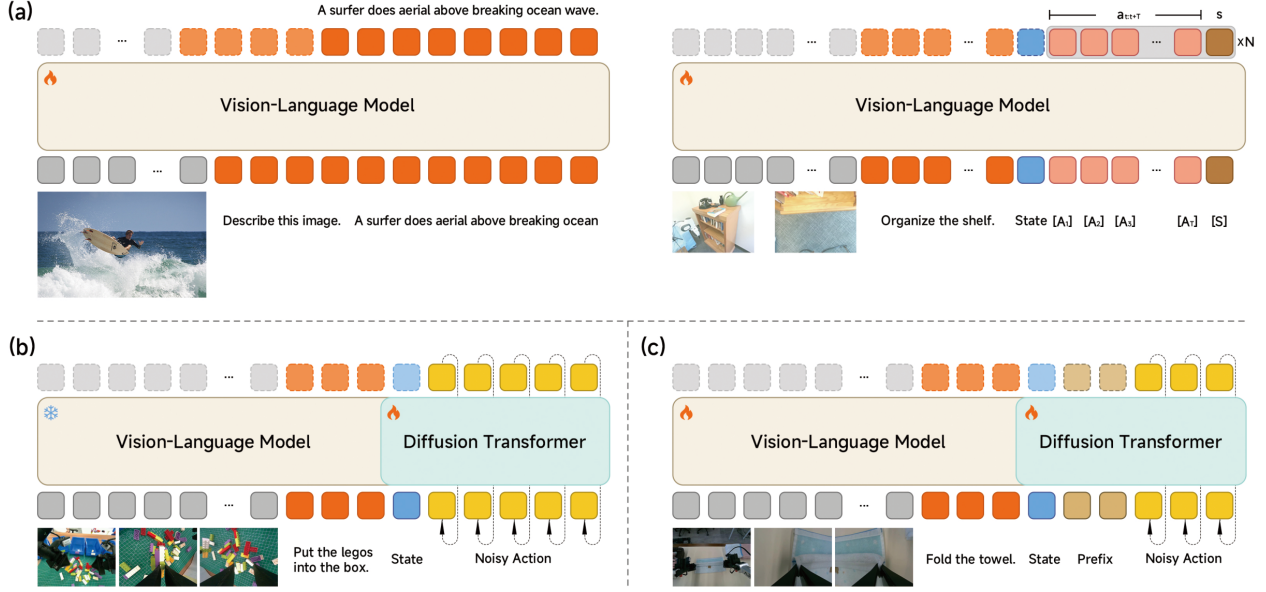 (a)
A surfer does aerial above breaking ocean wave.
...
Vision-Language Model
...
Describe this image. A surfer does aerial above breaking ocean
aₜ:ₜ₊T s
... ... ... ×N
Vision-Language Model
... ... ...
Organize the shelf. State [A₁] [A₂] [A₃] [Aᴛ] [S]
(b)
...
Vision-Language Model Diffusion Transformer
...
Put the legos
into the box.
State Noisy Action
(c)
...
Vision-Language Model Diffusion Transformer
...
Fold the towel. State Prefix Noisy Action